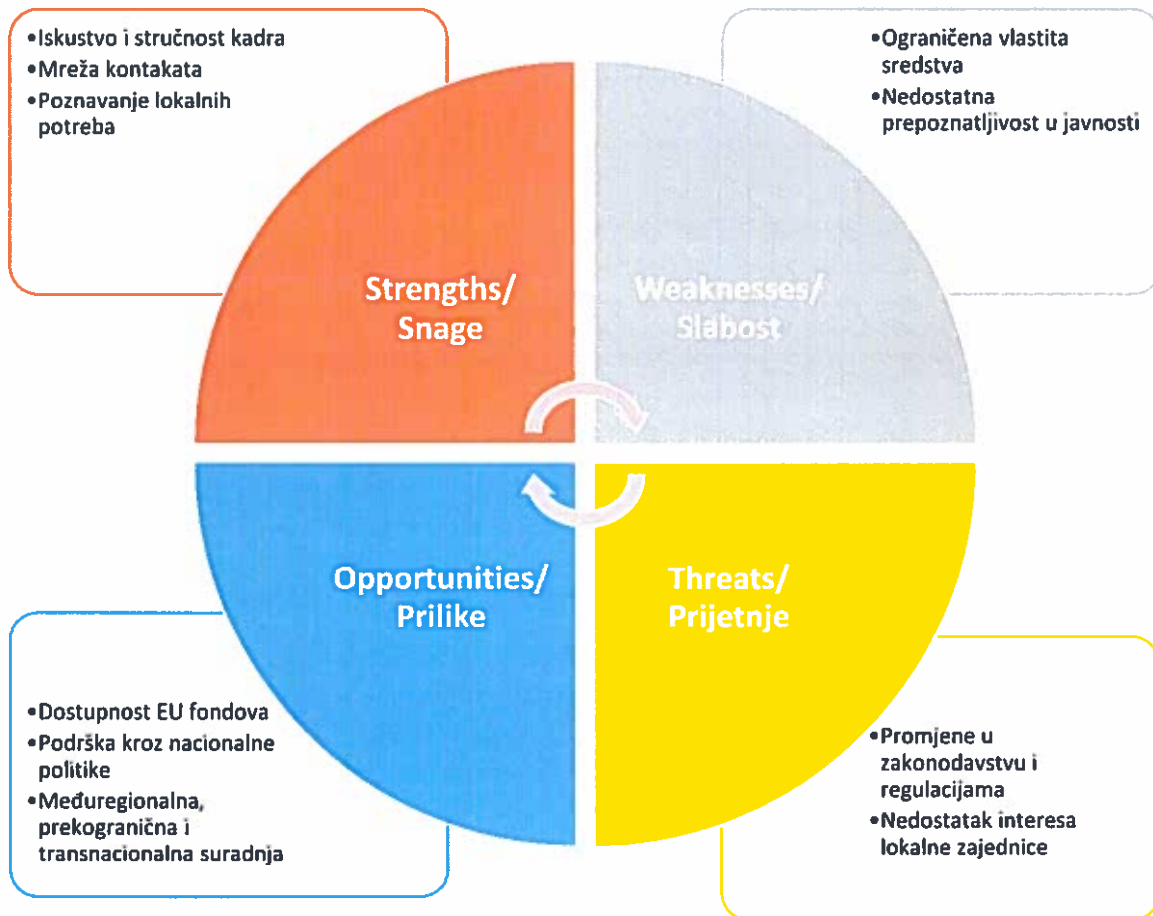 •Iskustvo i stručnost kadra
•Mreža kontakata
•Poznavanje lokalnih
potreba
•Ograničena vlastita
sredstva
•Nedostatna
prepoznatljivost u javnosti
Strengths/
Snage
Weaknesses/
Slabost
Opportunities/
Prilike
Threats/
Prijetnje
•Dostupnost EU fondova
•Podrška kroz nacionalne
politike
•Međuregionalna,
prekogranična i
transnacionalna suradnja
•Promjene u
zakonodavstvu i
regulacijama
•Nedostatak interesa
lokalne zajednice